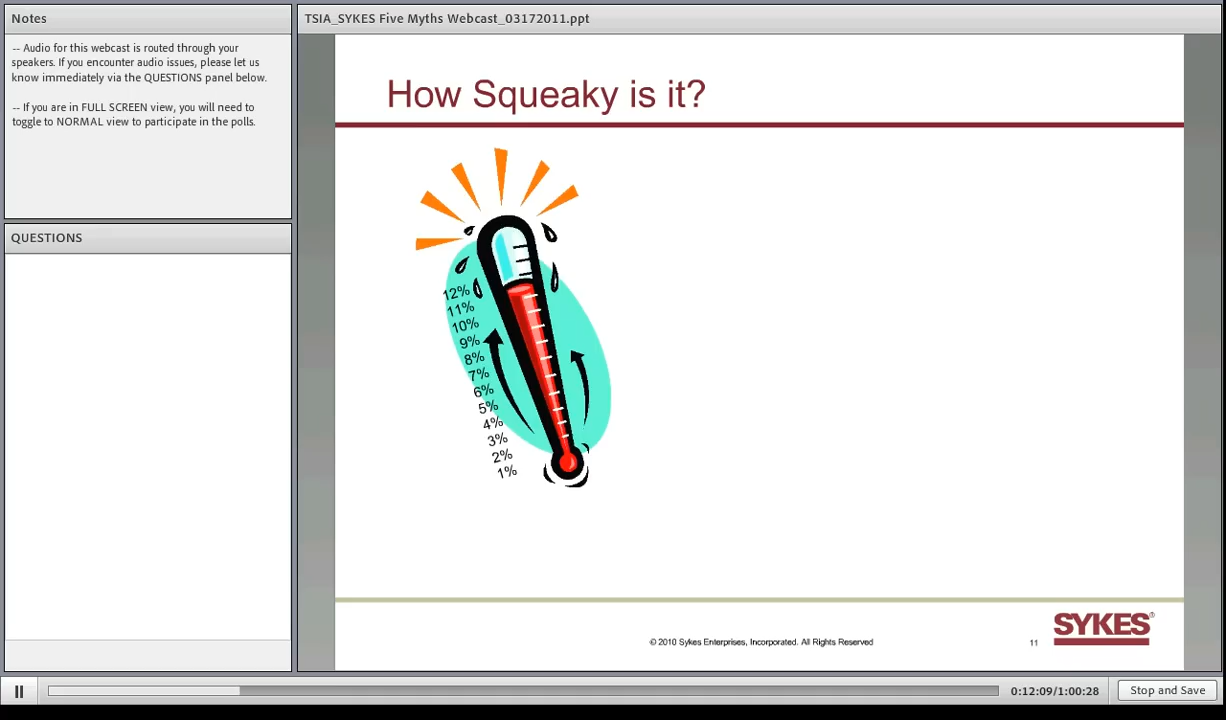 Notes
-- Audio for this webcast is routed through your
speakers. If you encounter audio issues, please let us
know immediately via the QUESTIONS panel below.
-- If you are in FULL SCREEN view, you will need to
toggle to NORMAL view to participate in the polls.
QUESTIONS
TSIA_SYKES Five Myths Webcast_03172011.ppt
How Squeaky is it?
12%
11%
10%
9%
8%
7%
6%
5%
4%
3%
2%
1%
© 2010 Sykes Enterprises, Incorporated. All Rights Reserved
11
SYKES®
0:12:09/1:00:28
Stop and Save